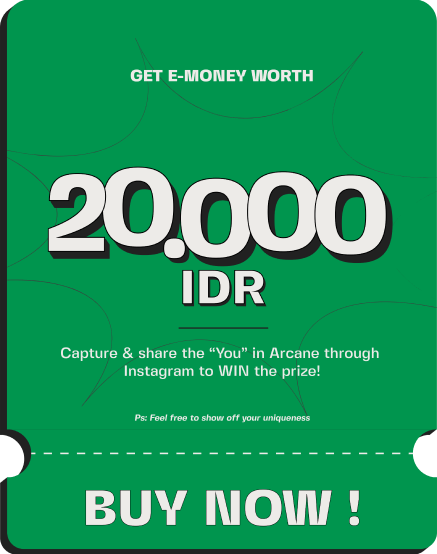 GET E-MONEY WORTH
20.000
IDR
Capture & share the “You” in Arcane through
Instagram to WIN the prize!
Ps: Feel free to show off your uniqueness
BUY NOW !